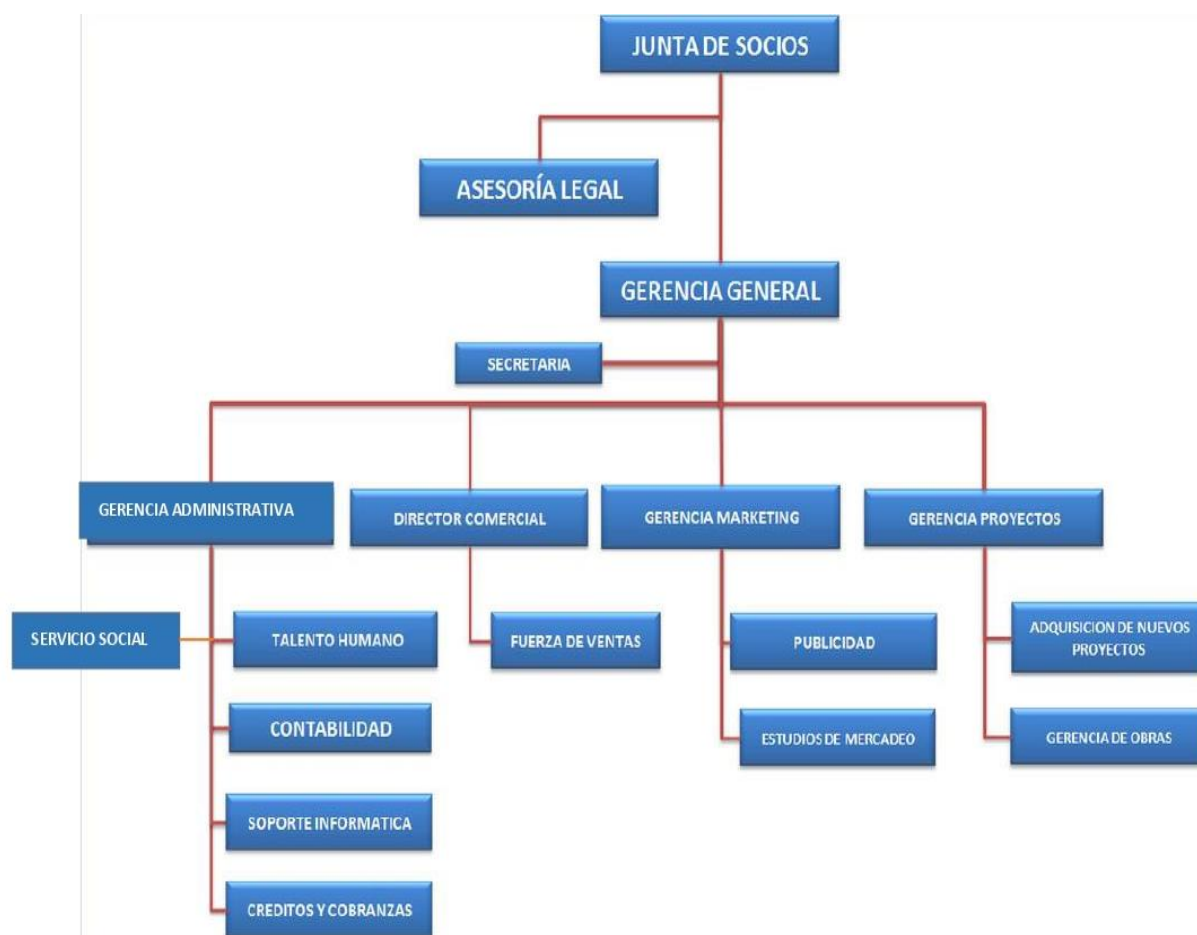 JUNTA DE SOCIOS
ASESORÍA LEGAL
GERENCIA GENERAL
SECRETARIA
GERENCIA ADMINISTRATIVA
DIRECTOR COMERCIAL
GERENCIA MARKETING
GERENCIA PROYECTOS
SERVICIO SOCIAL
TALENTO HUMANO
FUERZA DE VENTAS
PUBLICIDAD
ADQUISICION DE NUEVOS
PROYECTOS
CONTABILIDAD
ESTUDIOS DE MERCADEO
GERENCIA DE OBRAS
SOPORTE INFORMATICA
CREDITOS Y COBRANZAS